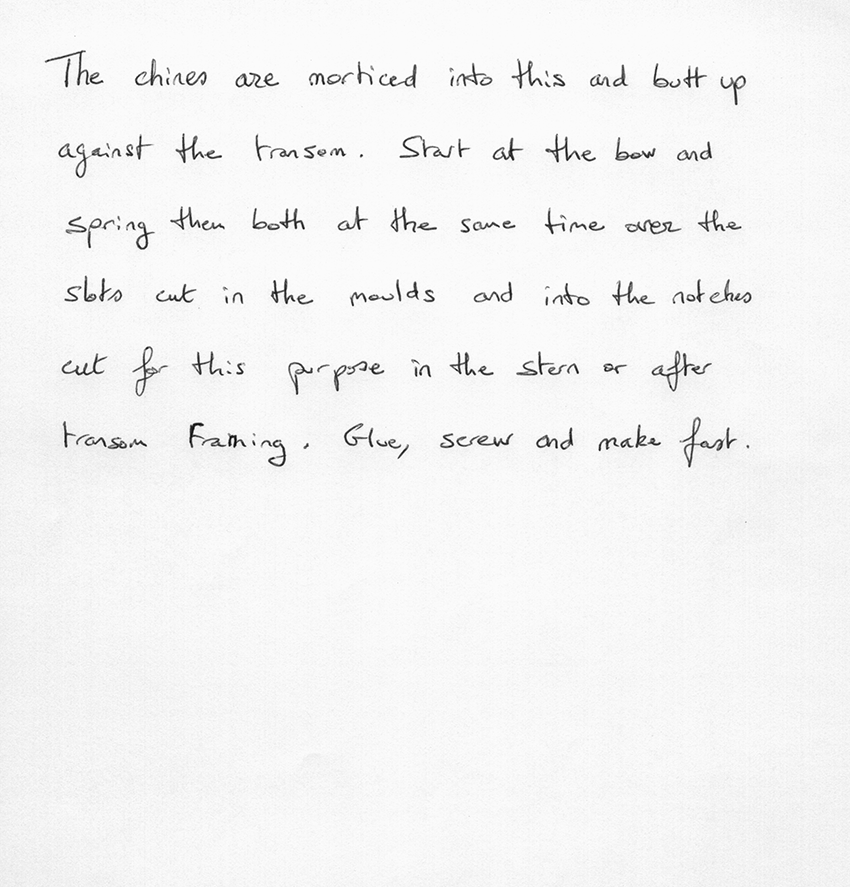 The chines are morticed into this and butt up
against the transom. Start at the bow and
spring them both at the same time over the
slots cut in the moulds and into the notches
cut for this purpose in the stern or after
transom Framing. Glue, screw and make fast.